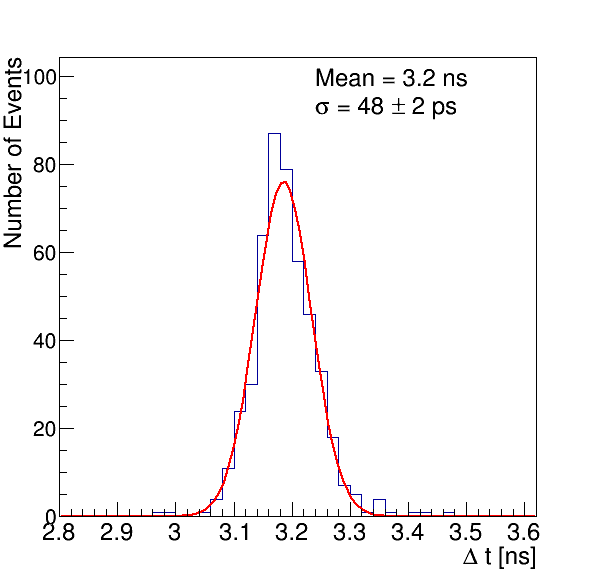 Mean = 3.2 ns
σ = 48 ± 2 ps
Number of Events
100
80
60
40
20
0
2.8 2.9 3 3.1 3.2 3.3 3.4 3.5 3.6
Δ t [ns]